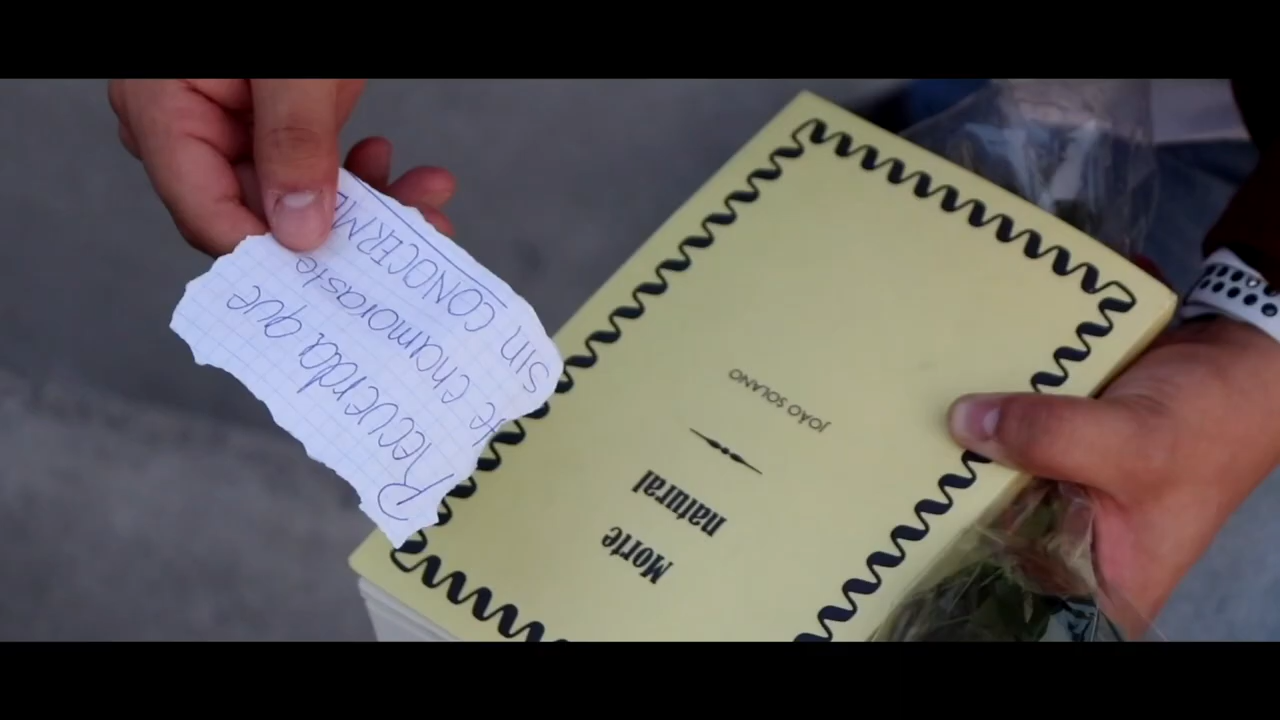 Recuerda que
te enamoraste
Sin CONOCERME
Morte
natural
JOÃO SOLANO